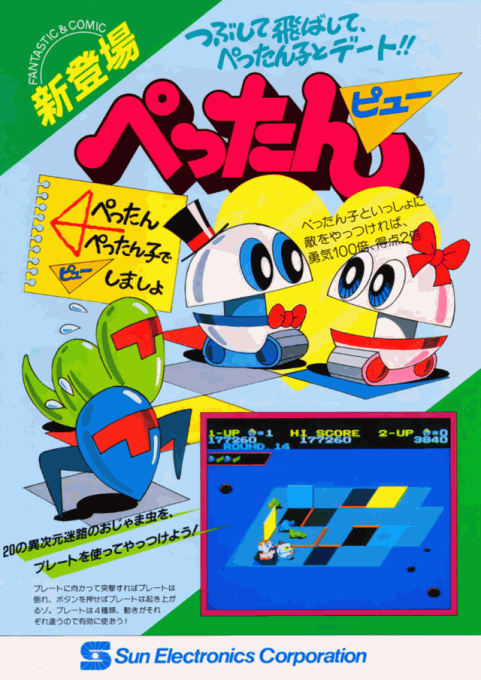 FANTASTIC & COMIC
新登場
つぶして飛ばして、
ぺったん子とデート!!
ぺったん
ピュー
ぺったん
ぺったん子で
ピュー
しましょ
ぺったん子といっしょに
敵をやっつければ、
勇気100倍、得点2倍
1-UP =1 HI SCORE 2-UP =0
177260 177260 3840
ROUND 14
20の異次元迷路のおじゃま虫を、
プレートを使ってやっつけよう!
プレートに向かって突撃すればプレートは
倒れ、ボタンを押せばプレートは起き上が
るゾ。プレートは4種類、動きがそれ
ぞれ違うので有効に使おう!
Sun Electronics Corporation